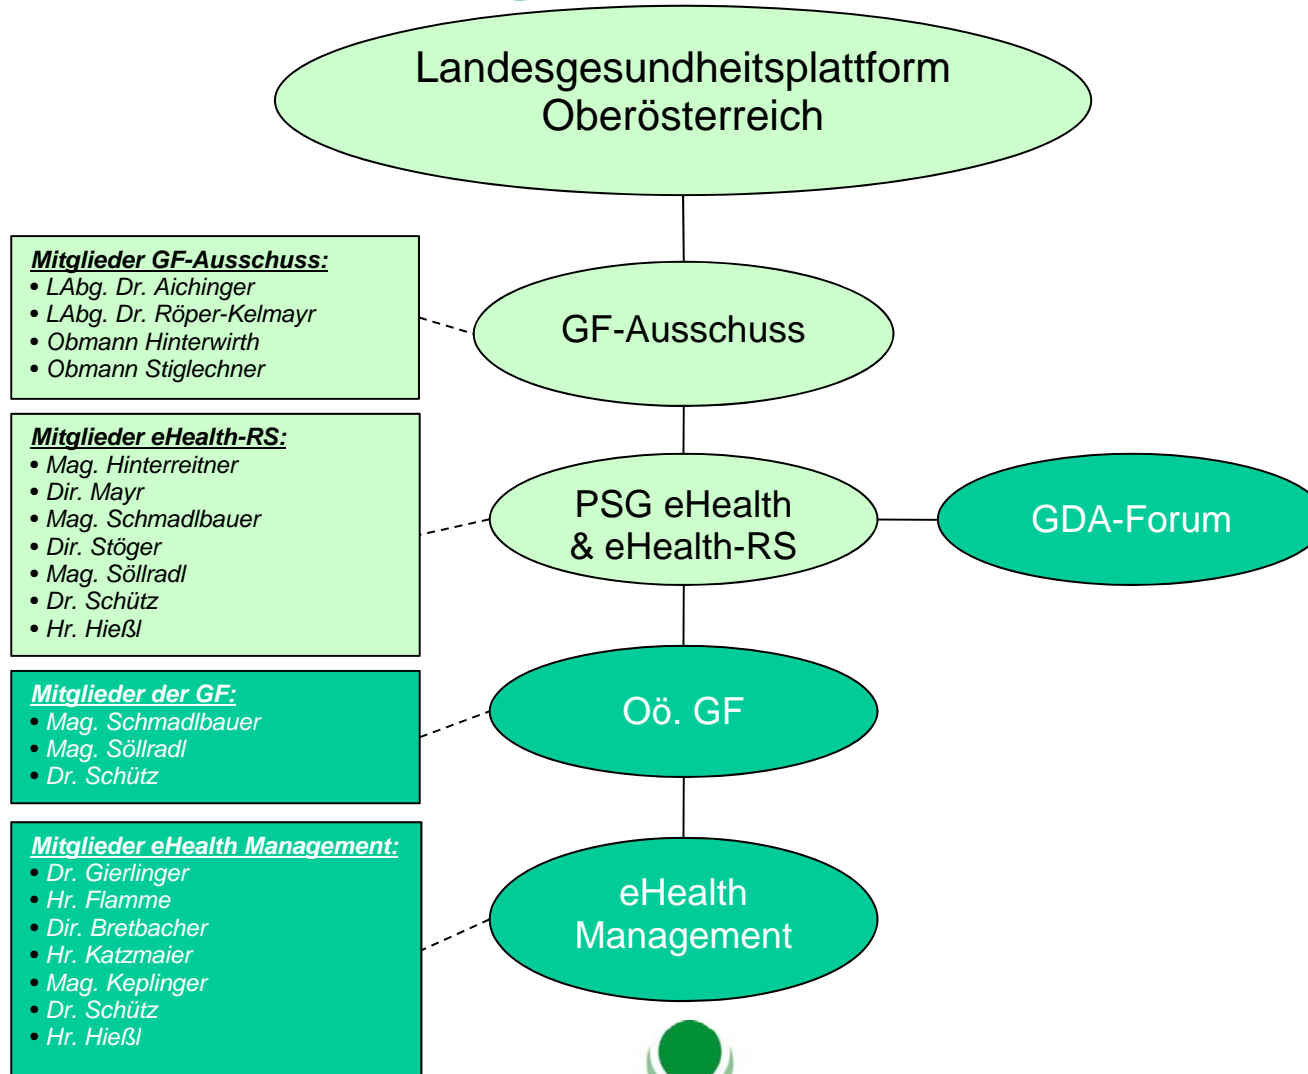 Landesgesundheitsplattform
Oberösterreich
Mitglieder GF-Ausschuss:
• LAbg. Dr. Aichinger
• LAbg. Dr. Röper-Kelmayr
• Obmann Hinterwirth
• Obmann Stiglechner
GF-Ausschuss
Mitglieder eHealth-RS:
• Mag. Hinterreitner
• Dir. Mayr
• Mag. Schmadlbauer
• Dir. Stöger
• Mag. Söllradl
• Dr. Schütz
• Hr. Hießl
PSG eHealth
& eHealth-RS
GDA-Forum
Mitglieder der GF:
• Mag. Schmadlbauer
• Mag. Söllradl
• Dr. Schütz
Oö. GF
Mitglieder eHealth Management:
• Dr. Gierlinger
• Hr. Flamme
• Dir. Bretbacher
• Hr. Katzmaier
• Mag. Keplinger
• Dr. Schütz
• Hr. Hießl
eHealth
Management